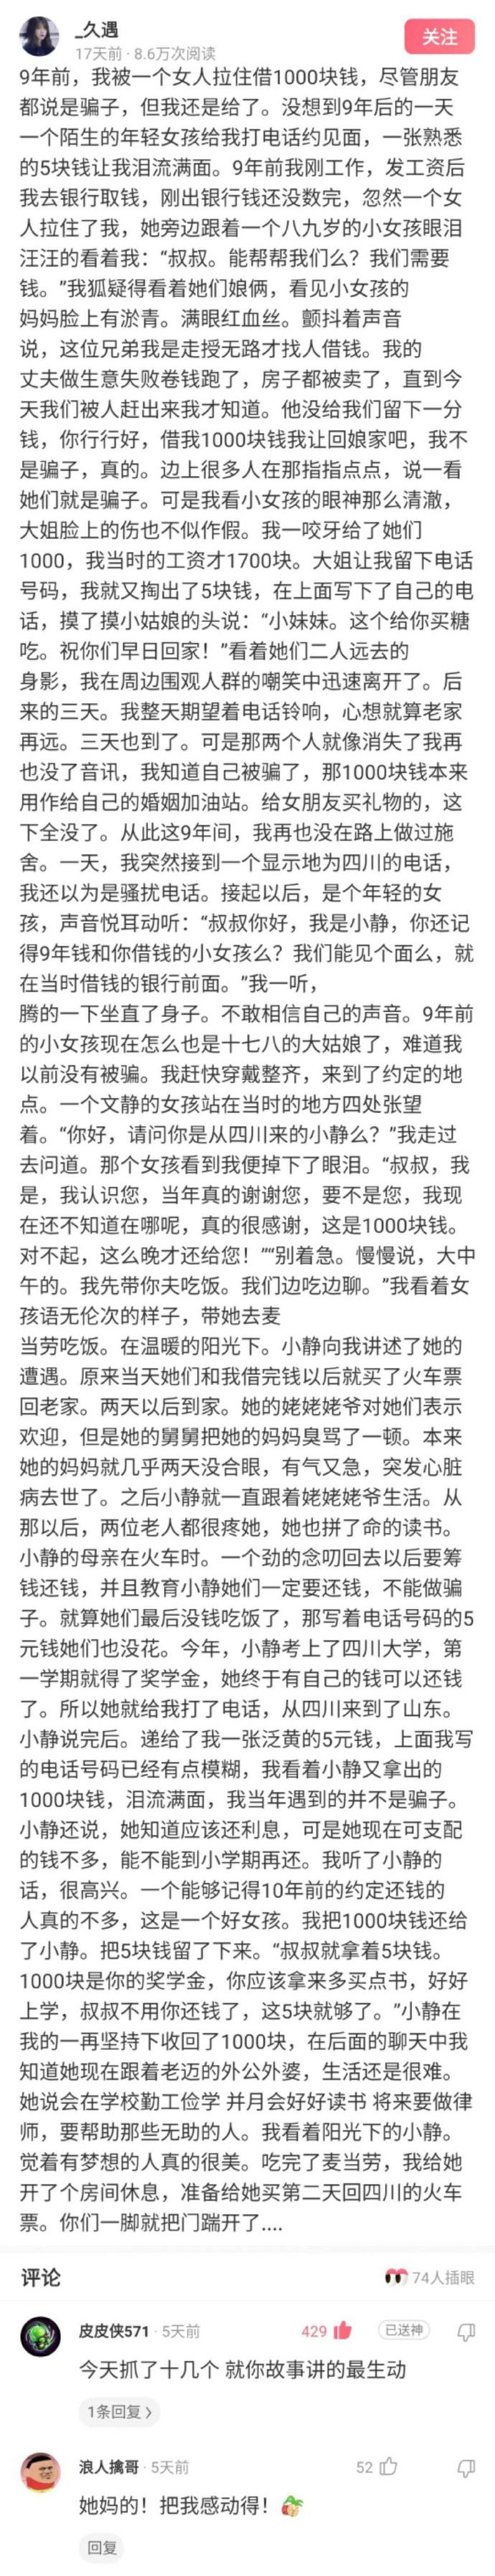 _久遇
关注
17天前 · 8.6万次阅读
9年前，我被一个女人拉住借1000块钱，尽管朋友
都说是骗子，但我还是给了。没想到9年后的一天
一个陌生的年轻女孩给我打电话约见面，一张熟悉
的5块钱让我泪流满面。9年前我刚工作，发工资后
我去银行取钱，刚出银行钱还没数完，忽然一个女
人拉住了我，她旁边跟着一个八九岁的小女孩眼泪
汪汪的看着我：“叔叔。能帮帮我们么？我们需要
钱。”我狐疑得看着她们娘俩，看见小女孩的
妈妈脸上有淤青。满眼红血丝。颤抖着声音
说，这位兄弟我是走授无路才找人借钱。我的
丈夫做生意失败卷钱跑了，房子都被卖了，直到今
天我们被人赶出来我才知道。他没给我们留下一分
钱，你行行好，借我1000块钱我让回娘家吧，我不
是骗子，真的。边上很多人在那指指点点，说一看
她们就是骗子。可是我看小女孩的眼神那么清澈，
大姐脸上的伤也不似作假。我一咬牙给了她们
1000，我当时的工资才1700块。大姐让我留下电话
号码，我就又掏出了5块钱，在上面写下了自己的电
话，摸了摸小姑娘的头说：“小妹妹。这个给你买糖
吃。祝你们早日回家！”看着她们二人远去的
身影，我在周边围观人群的嘲笑中迅速离开了。后
来的三天。我整天期望着电话铃响，心想就算老家
再远。三天也到了。可是那两个人就像消失了我再
也没了音讯，我知道自己被骗了，那1000块钱本来
用作给自己的婚姻加油站。给女朋友买礼物的，这
下全没了。从此这9年间，我再也没在路上做过施
舍。一天，我突然接到一个显示地为四川的电话，
我还以为是骚扰电话。接起以后，是个年轻的女
孩，声音悦耳动听：“叔叔你好，我是小静，你还记
得9年钱和你借钱的小女孩么？我们能见个面么，就
在当时借钱的银行前面。”我一听，
腾的一下坐直了身子。不敢相信自己的声音。9年前
的小女孩现在怎么也是十七八的大姑娘了，难道我
以前没有被骗。我赶快穿戴整齐，来到了约定的地
点。一个文静的女孩站在当时的地方四处张望
着。“你好，请问你是从四川来的小静么？”我走过
去问道。那个女孩看到我便掉下了眼泪。“叔叔，我
是，我认识您，当年真的谢谢您，要不是您，我现
在还不知道在哪呢，真的很感谢，这是1000块钱。
对不起，这么晚才还给您！”“别着急。慢慢说，大中
午的。我先带你夫吃饭。我们边吃边聊。”我看着女
孩语无伦次的样子，带她去麦
当劳吃饭。在温暖的阳光下。小静向我讲述了她的
遭遇。原来当天她们和我借完钱以后就买了火车票
回老家。两天以后到家。她的姥姥姥爷对她们表示
欢迎，但是她的舅舅把她的妈妈臭骂了一顿。本来
她的妈妈就几乎两天没合眼，有气又急，突发心脏
病去世了。之后小静就一直跟着姥姥姥爷生活。从
那以后，两位老人都很疼她，她也拼了命的读书。
小静的母亲在火车时。一个劲的念叨回去以后要筹
钱还钱，并且教育小静她们一定要还钱，不能做骗
子。就算她们最后没钱吃饭了，那写着电话号码的5
元钱她们也没花。今年，小静考上了四川大学，第
一学期就得了奖学金，她终于有自己的钱可以还钱
了。所以她就给我打了电话，从四川来到了山东。
小静说完后。递给了我一张泛黄的5元钱，上面我写
的电话号码已经有点模糊，我看着小静又拿出的
1000块钱，泪流满面，我当年遇到的并不是骗子。
小静还说，她知道应该还利息，可是她现在可支配
的钱不多，能不能到小学期再还。我听了小静的
话，很高兴。一个能够记得10年前的约定还钱的
人真的不多，这是一个好女孩。我把1000块钱还给
了小静。把5块钱留了下来。“叔叔就拿着5块钱。
1000块是你的奖学金，你应该拿来多买点书，好好
上学，叔叔不用你还钱了，这5块就够了。”小静在
我的一再坚持下收回了1000块，在后面的聊天中我
知道她现在跟着老迈的外公外婆，生活还是很难。
她说会在学校勤工俭学 并月会好好读书 将来要做律
师，要帮助那些无助的人。我看着阳光下的小静。
觉着有梦想的人真的很美。吃完了麦当劳，我给她
开了个房间休息，准备给她买第二天回四川的火车
票。你们一脚就把门踹开了....
评论
74人插眼
皮皮侠571 · 5天前
429
已送神
今天抓了十几个 就你故事讲的最生动
1条回复 >
浪人擒哥 · 5天前
52
她妈的！把我感动得！
回复